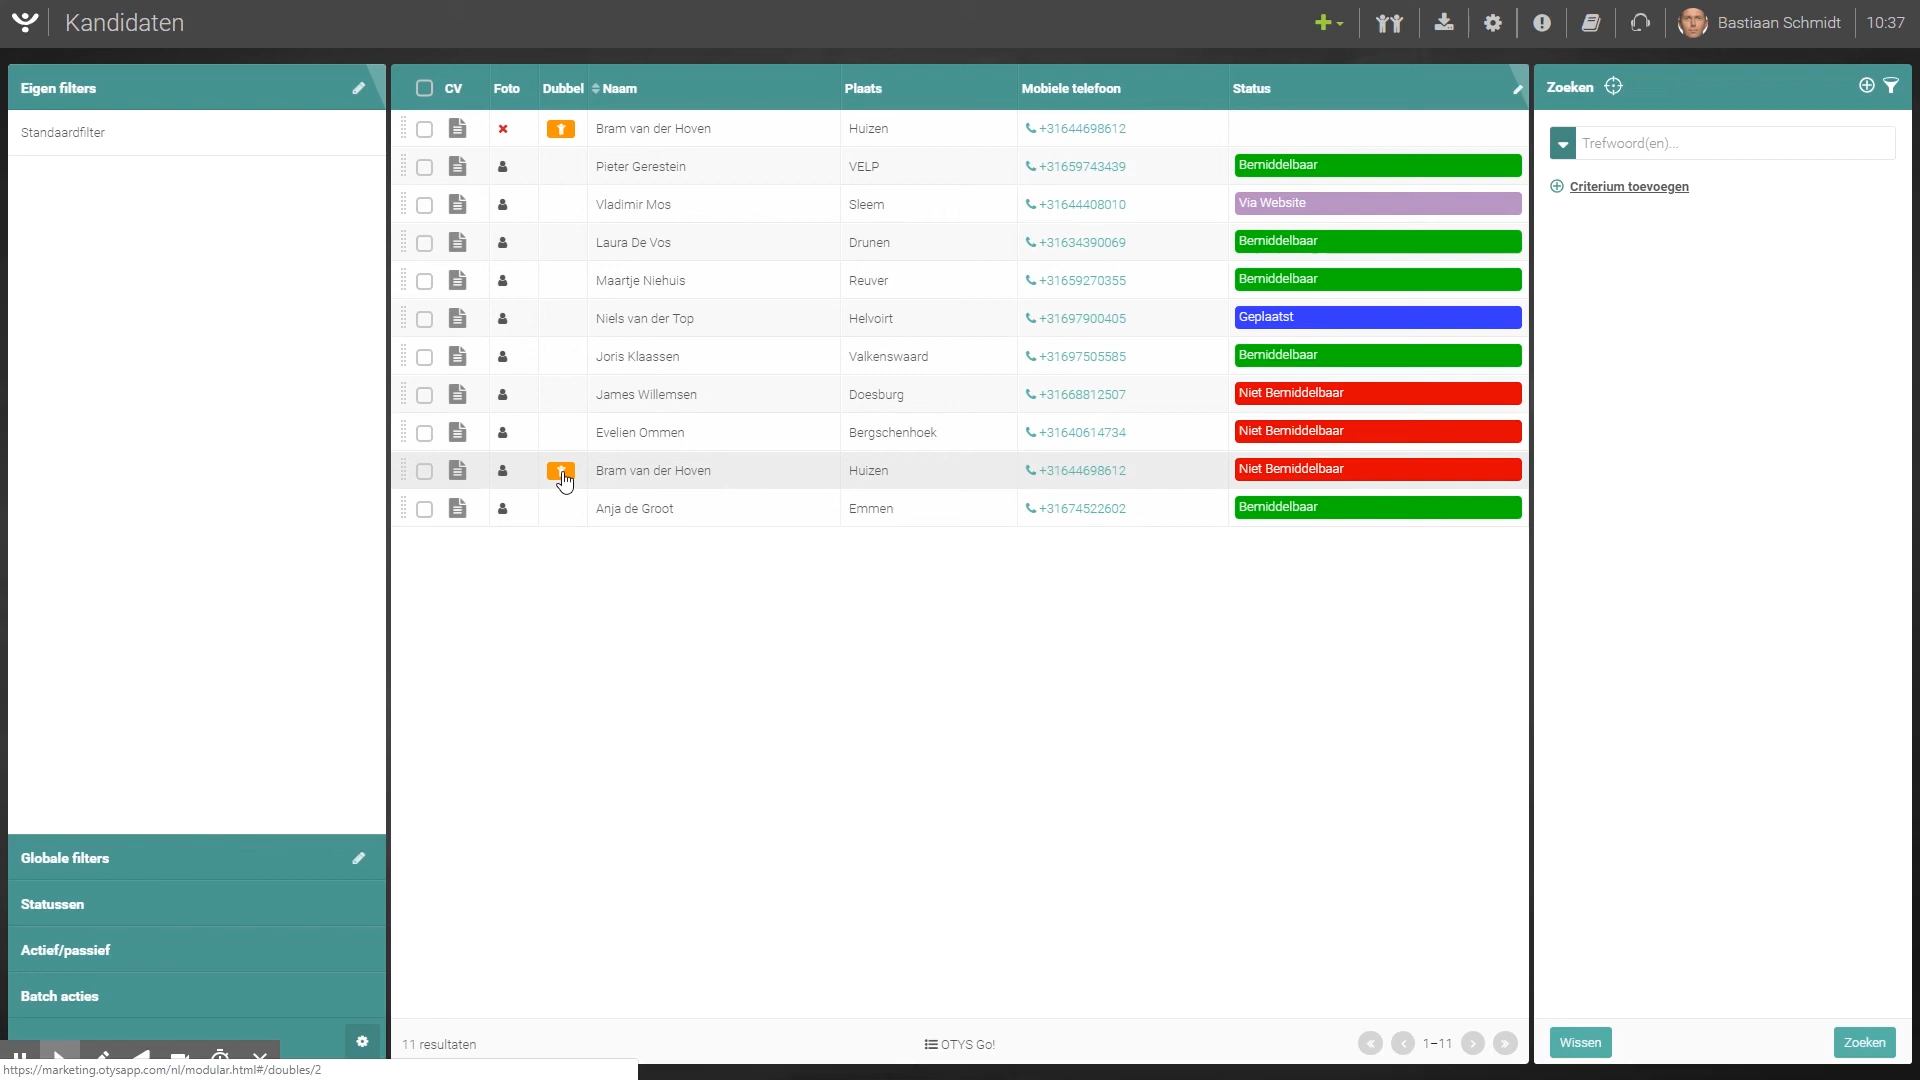 Kandidaten
Bastiaan Schmidt 10:37
Eigen filters
Standaardfilter
Globale filters
Statussen
Actief/passief
Batch acties
CV Foto Dubbel Naam Plaats Mobiele telefoon Status
Bram van der Hoven Huizen +31644698612
Pieter Gerestein VELP +31659743439 Bemiddelbaar
Vladimir Mos Sleem +31644408010 Via Website
Laura De Vos Drunen +31634390069 Bemiddelbaar
Maartje Niehuis Reuver +31659270355 Bemiddelbaar
Niels van der Top Helvoirt +31697900405 Geplaatst
Joris Klaassen Valkenswaard +31697505585 Bemiddelbaar
James Willemsen Doesburg +31668812507 Niet Bemiddelbaar
Evelien Ommen Bergschenhoek +31640614734 Niet Bemiddelbaar
Bram van der Hoven Huizen +31644698612 Niet Bemiddelbaar
Anja de Groot Emmen +31674522602 Bemiddelbaar
11 resultaten OTYS Go! 1–11
Zoeken
Trefwoord(en)...
Criterium toevoegen
Wissen Zoeken
https://marketing.otysapp.com/nl/modular.html#/doubles/2